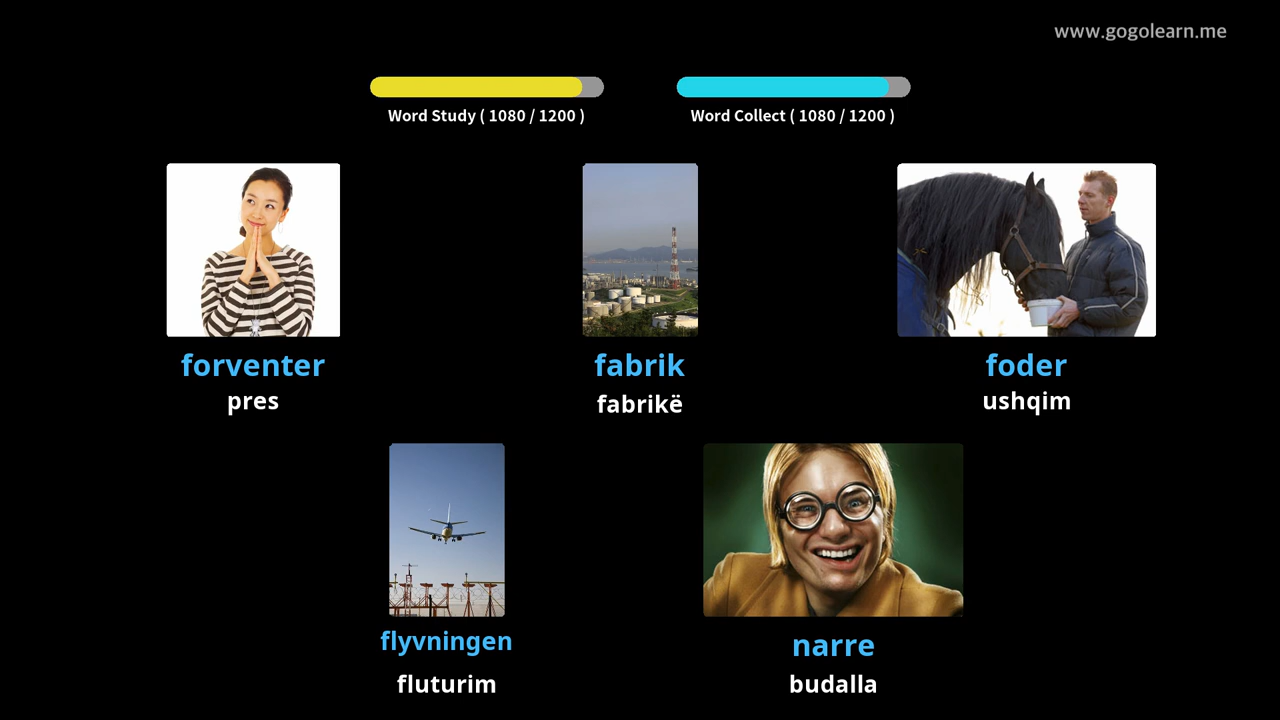 www.gogolearn.me
Word Study ( 1080 / 1200 )
Word Collect ( 1080 / 1200 )
forventer
pres
fabrik
fabrikë
foder
ushqim
flyvningen
fluturim
narre
budalla